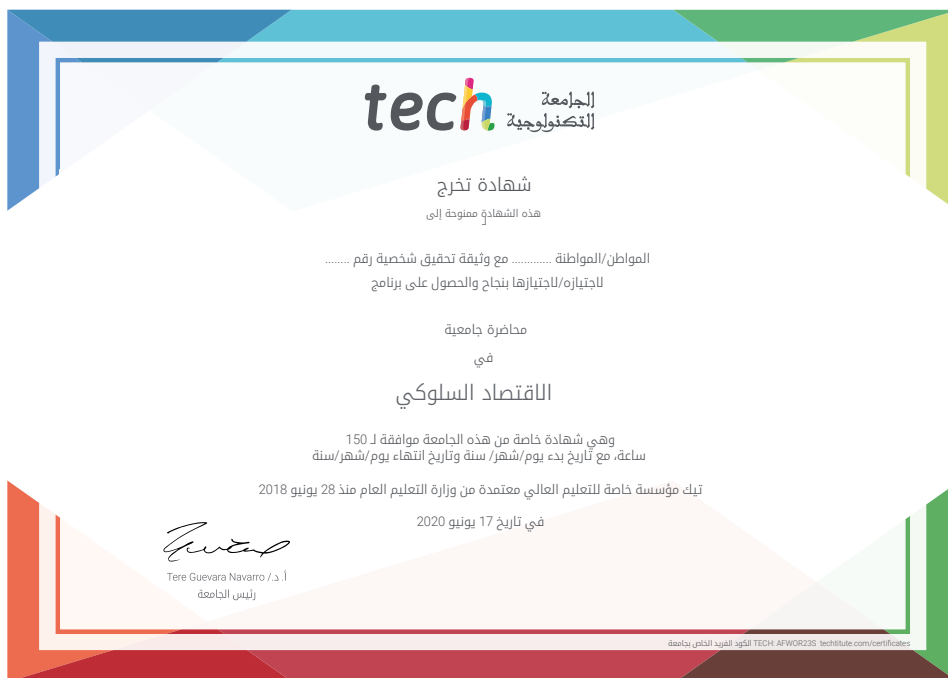 tech الجامعة
التكنولوجية
شهادة تخرج
هذه الشهادة ممنوحة إلى
المواطن/المواطنة ............ مع وثيقة تحقيق شخصية رقم ........
لاجتيازه/لاجتيازها بنجاح والحصول على برنامج
محاضرة جامعية
في
الاقتصاد السلوكي
وهي شهادة خاصة من هذه الجامعة موافقة لـ 150
ساعة، مع تاريخ بدء يوم/شهر/ سنة وتاريخ انتهاء يوم/شهر/سنة
تيك مؤسسة خاصة للتعليم العالي معتمدة من وزارة التعليم العام منذ 28 يونيو 2018
في تاريخ 17 يونيو 2020
أ. د./ Tere Guevara Navarro
رئيس الجامعة
الكود الفريد الخاص بجامعة TECH: AFWOR23S techtitute.com/certificates